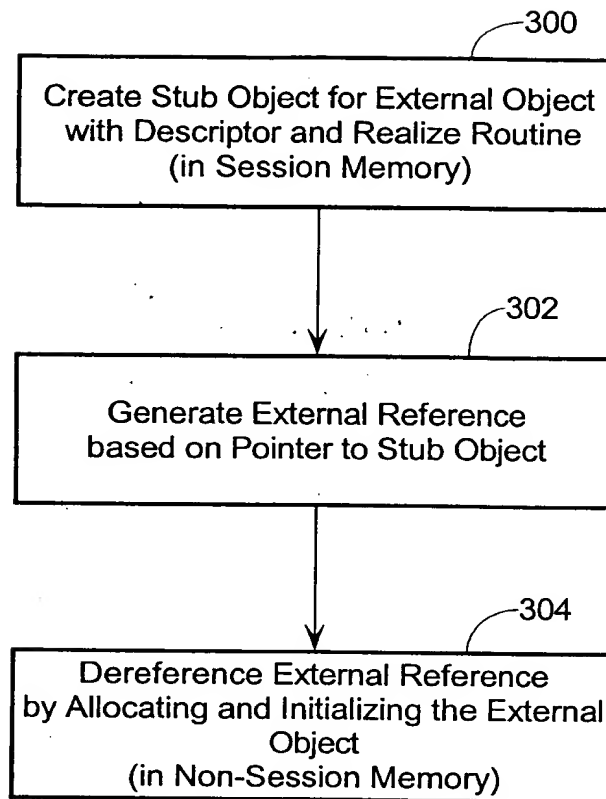 300
Create Stub Object for External Object
with Descriptor and Realize Routine
(in Session Memory)
302
Generate External Reference
based on Pointer to Stub Object
304
Dereference External Reference
by Allocating and Initializing the External
Object
(in Non-Session Memory)